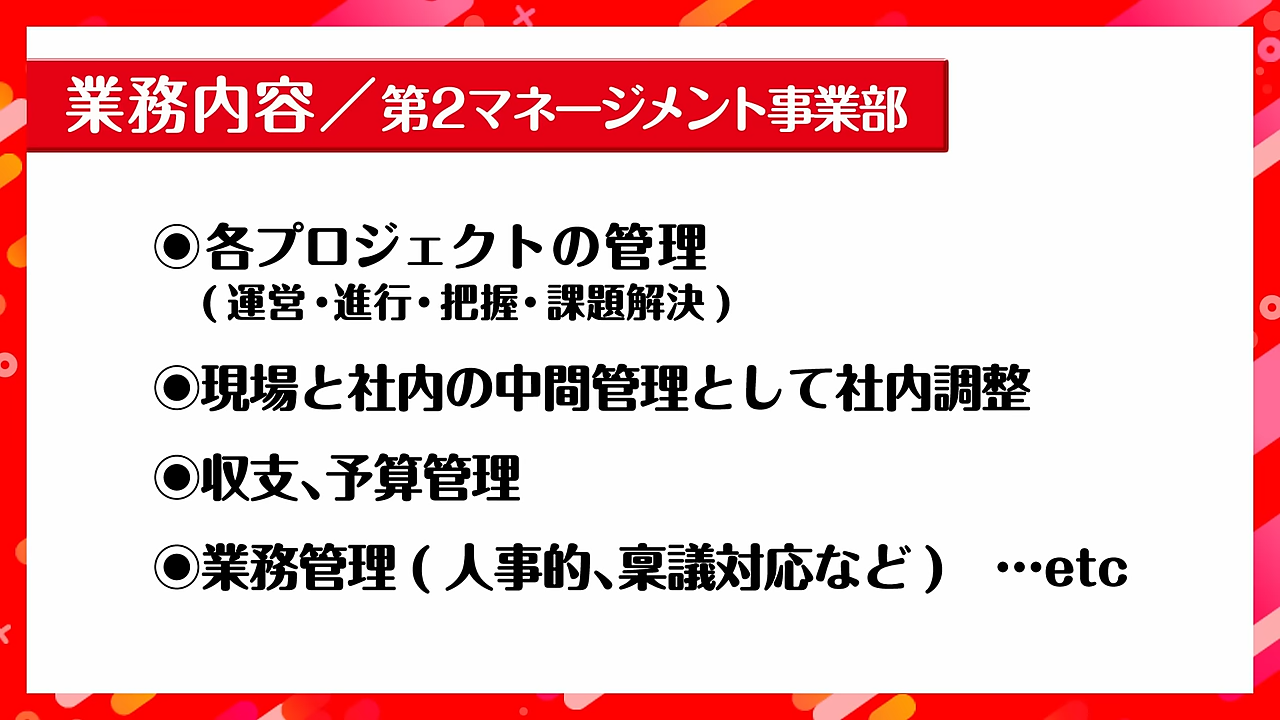 業務内容／第2マネージメント事業部
◉各プロジェクトの管理
(運営・進行・把握・課題解決)
◉現場と社内の中間管理として社内調整
◉収支、予算管理
◉業務管理(人事的、稟議対応など) …etc